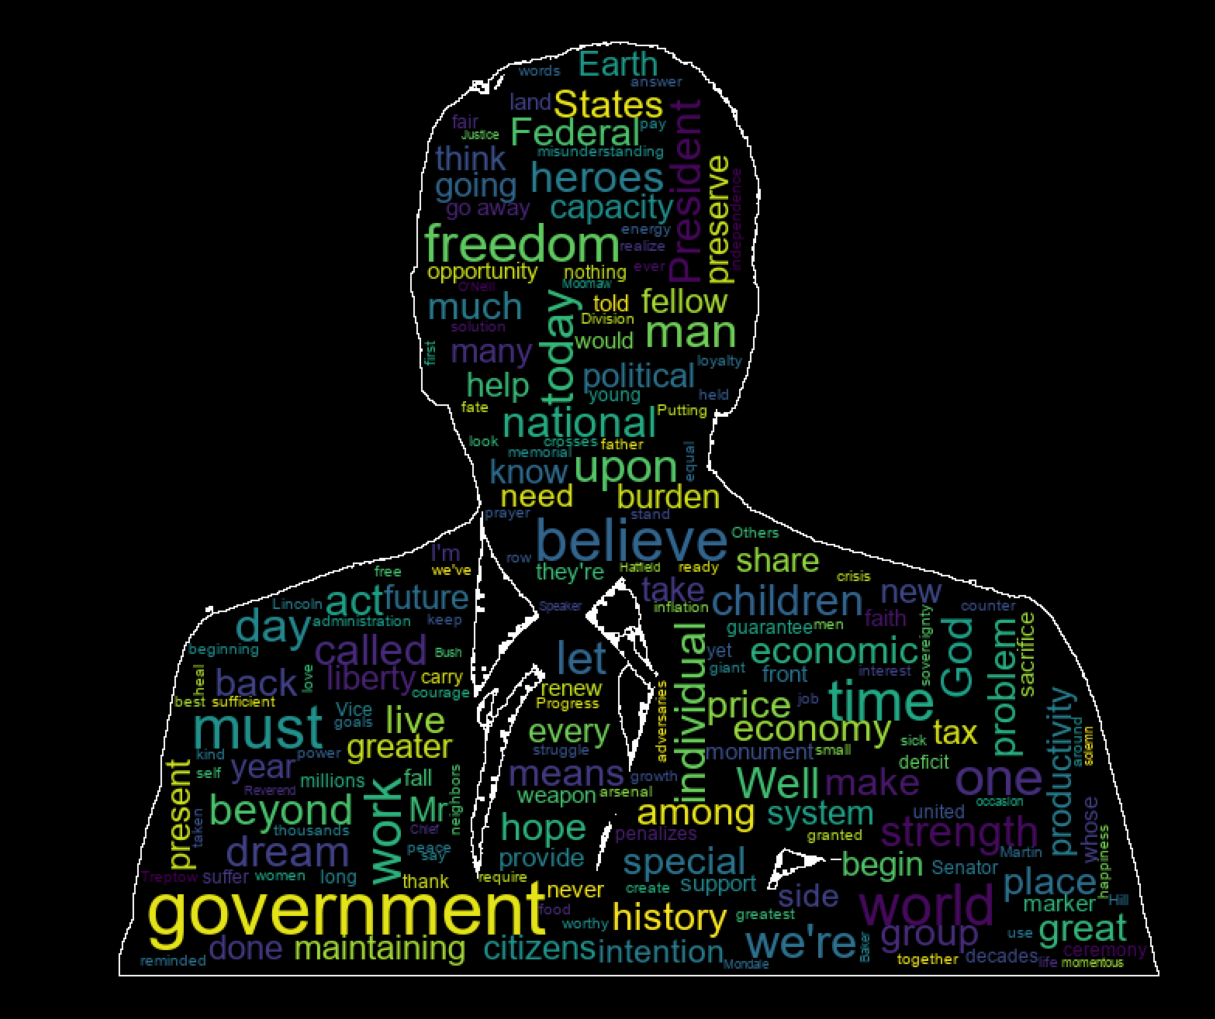 Earth
words
answer
land States
fair
Justice Federal pay
misunderstanding
think
President
preserve
independence
going heroes
go away capacity
energy
freedom realize
ever
opportunity nothing
Moomaw
O'Neill
much today told fellow
Division
solution
would man
first
many
loyalty
help political
young held
fate
national Putting
look crosses father
memorial equal
know upon
need burden
prayer stand
believe Others
row
I'm share
they're Hatfield ready
free we've crisis
take children new
Lincoln act future
Speaker inflation counter
day administration keep
guarantee men faith sovereignty God problem sacrifice
beginning called Bush
let individual yet economic
heal back love liberty carry
giant front interest
courage
best sufficient
renew
Progress
adversaries price job time
must Vice
goals live
every economy sick tax productivity around solemn
greater
kind power struggle monument small
deficit
self year millions fall
means growth
Well make one
present Reverend work neighbors
weapon arsenal
occasion
beyond Mr among system united whose
taken thousands Chief
hope penalizes granted strength
peace
say
dream provide special begin Martin happiness
Treptow suffer women long thank require never
create support Senator place
side Hill
government food
worthy history greatest world marker
use great
done maintaining citizens intention we're Baker group ceremony
reminded Mondale together decades life momentous